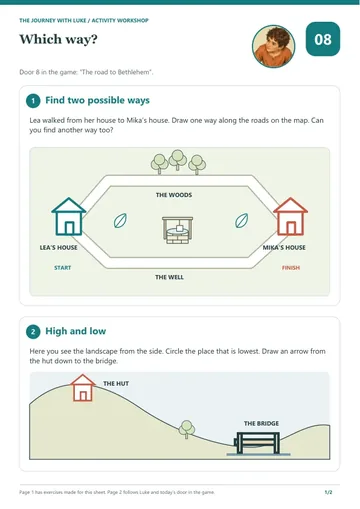 THE JOURNEY WITH LUKE / ACTIVITY WORKSHOP
Which way?
08
Door 8 in the game: "The road to Bethlehem".
1 Find two possible ways
Lea walked from her house to Mika's house. Draw one way along the roads on the map. Can
you find another way too?
THE WOODS
LEA'S HOUSE
MIKA'S HOUSE
START
FINISH
THE WELL
2 High and low
Here you see the landscape from the side. Circle the place that is lowest. Draw an arrow from
the hut down to the bridge.
THE HUT
THE BRIDGE
Page 1 has exercises made for this sheet. Page 2 follows Luke and today's door in the game.
1/2